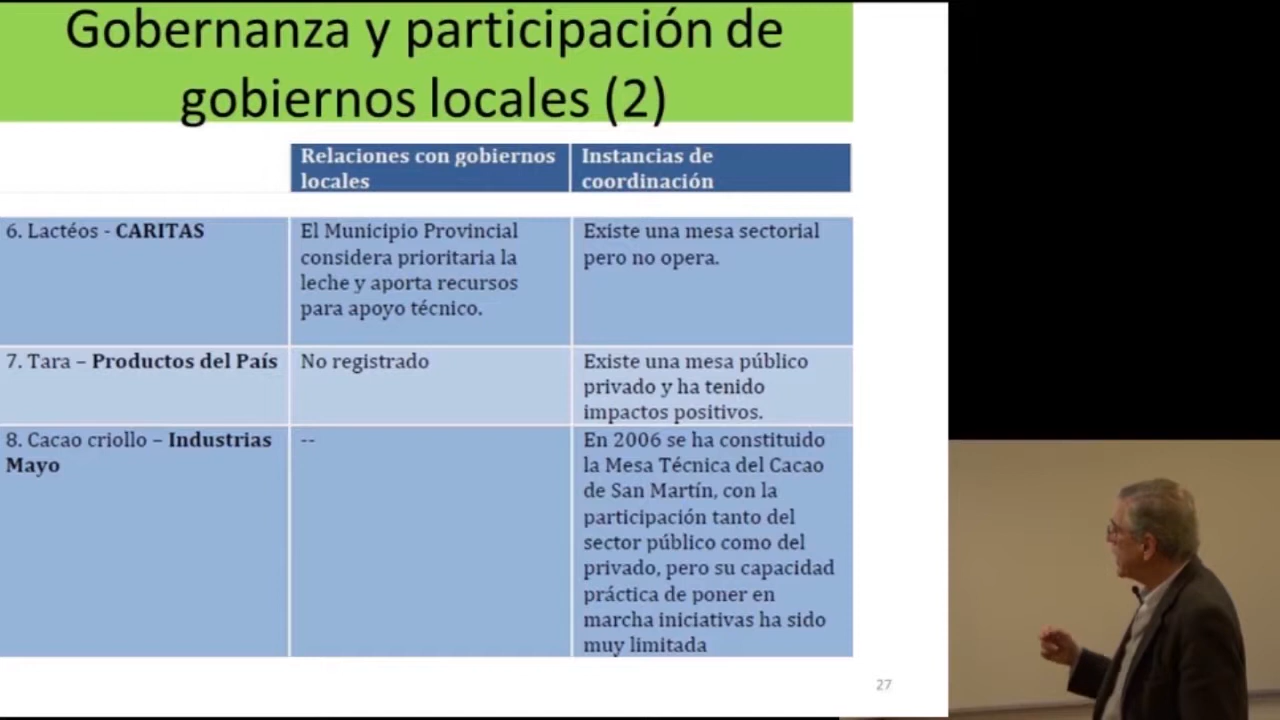 Gobernanza y participación de
gobiernos locales (2)
Relaciones con gobiernos
locales
Instancias de
coordinación
6. Lactéos - CARITAS
El Municipio Provincial
considera prioritaria la
leche y aporta recursos
para apoyo técnico.
Existe una mesa sectorial
pero no opera.
7. Tara – Productos del País
No registrado
Existe una mesa público
privado y ha tenido
impactos positivos.
8. Cacao criollo – Industrias
Mayo
--
En 2006 se ha constituido
la Mesa Técnica del Cacao
de San Martín, con la
participación tanto del
sector público como del
privado, pero su capacidad
práctica de poner en
marcha iniciativas ha sido
muy limitada
27